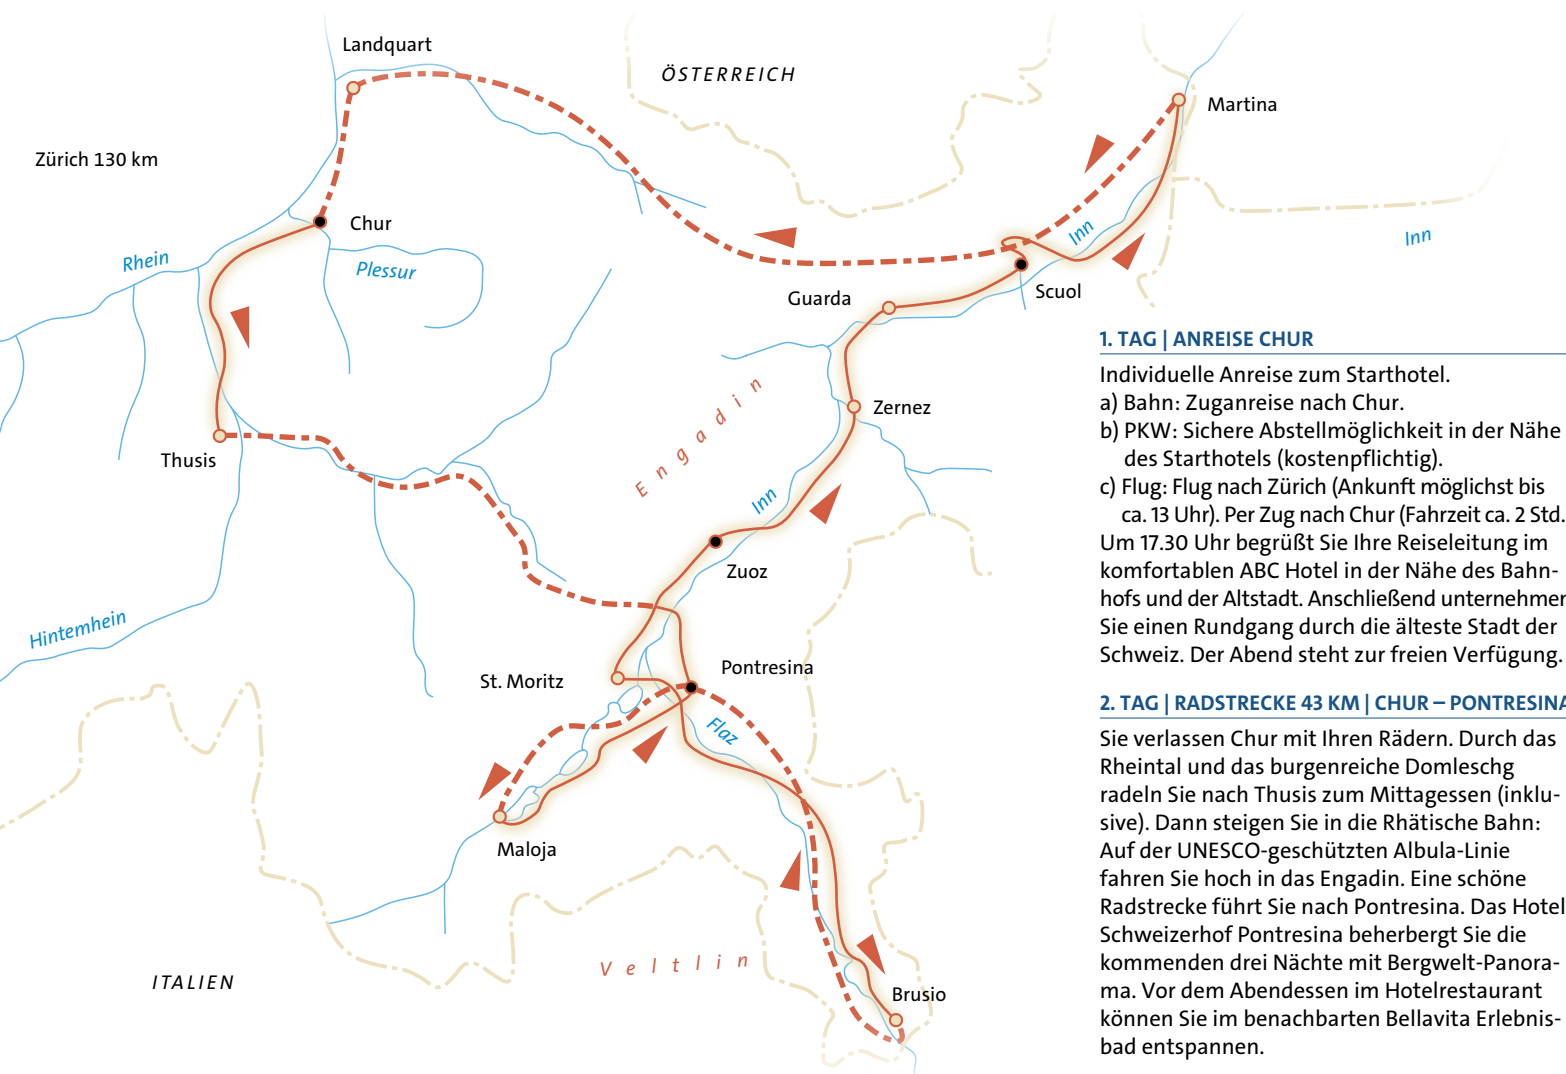 Landquart
ÖSTERREICH
Martina
Zürich 130 km
Chur
Rhein
Plessur
Inn
Inn
Scuol
Guarda
Engadin
Zernez
Thusis
Inn
Zuoz
Hinternhein
St. Moritz
Pontresina
Flaz
Maloja
Veltlin
ITALIEN
Brusio
1. TAG | ANREISE CHUR
Individuelle Anreise zum Starthotel.
a) Bahn: Zuganreise nach Chur.
b) PKW: Sichere Abstellmöglichkeit in der Nähe
des Starthotels (kostenpflichtig).
c) Flug: Flug nach Zürich (Ankunft möglichst bis
ca. 13 Uhr). Per Zug nach Chur (Fahrzeit ca. 2 Std.
Um 17.30 Uhr begrüßt Sie Ihre Reiseleitung im
komfortablen ABC Hotel in der Nähe des Bahn-
hofs und der Altstadt. Anschließend unternehmen
Sie einen Rundgang durch die älteste Stadt der
Schweiz. Der Abend steht zur freien Verfügung.
2. TAG | RADSTRECKE 43 KM | CHUR – PONTRESINA
Sie verlassen Chur mit Ihren Rädern. Durch das
Rheintal und das burgenreiche Domleschg
radeln Sie nach Thusis zum Mittagessen (inklu-
sive). Dann steigen Sie in die Rhätische Bahn:
Auf der UNESCO-geschützten Albula-Linie
fahren Sie hoch in das Engadin. Eine schöne
Radstrecke führt Sie nach Pontresina. Das Hotel
Schweizerhof Pontresina beherbergt Sie die
kommenden drei Nächte mit Bergwelt-Panora-
ma. Vor dem Abendessen im Hotelrestaurant
können Sie im benachbarten Bellavita Erlebnis-
bad entspannen.